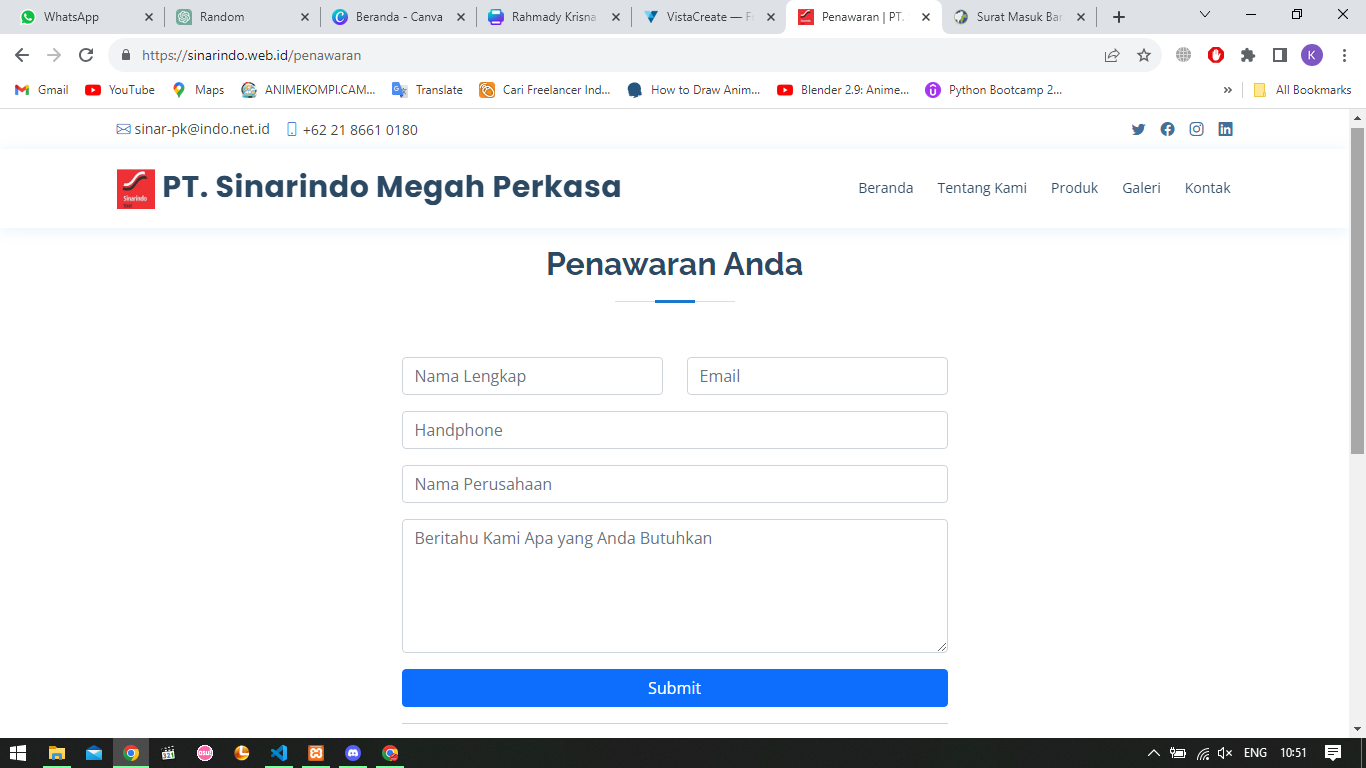 WhatsApp
Random
Beranda - Canva
Rahmady Krisna
VistaCreate — F
Penawaran | PT.
Surat Masuk Ba
K
https://sinarindo.web.id/penawaran
Gmail
YouTube
Maps
ANIMEKOMPI.CAM...
Translate
Cari Freelancer Ind...
How to Draw Anim...
Blender 2.9: Anime...
Python Bootcamp 2...
»
All Bookmarks
sinar-pk@indo.net.id
+62 21 8661 0180
Sinarindo
PT. Sinarindo Megah Perkasa
Beranda
Tentang Kami
Produk
Galeri
Kontak
Penawaran Anda
Nama Lengkap
Email
Handphone
Nama Perusahaan
Beritahu Kami Apa yang Anda Butuhkan
Submit
osu!
ENG
10:51